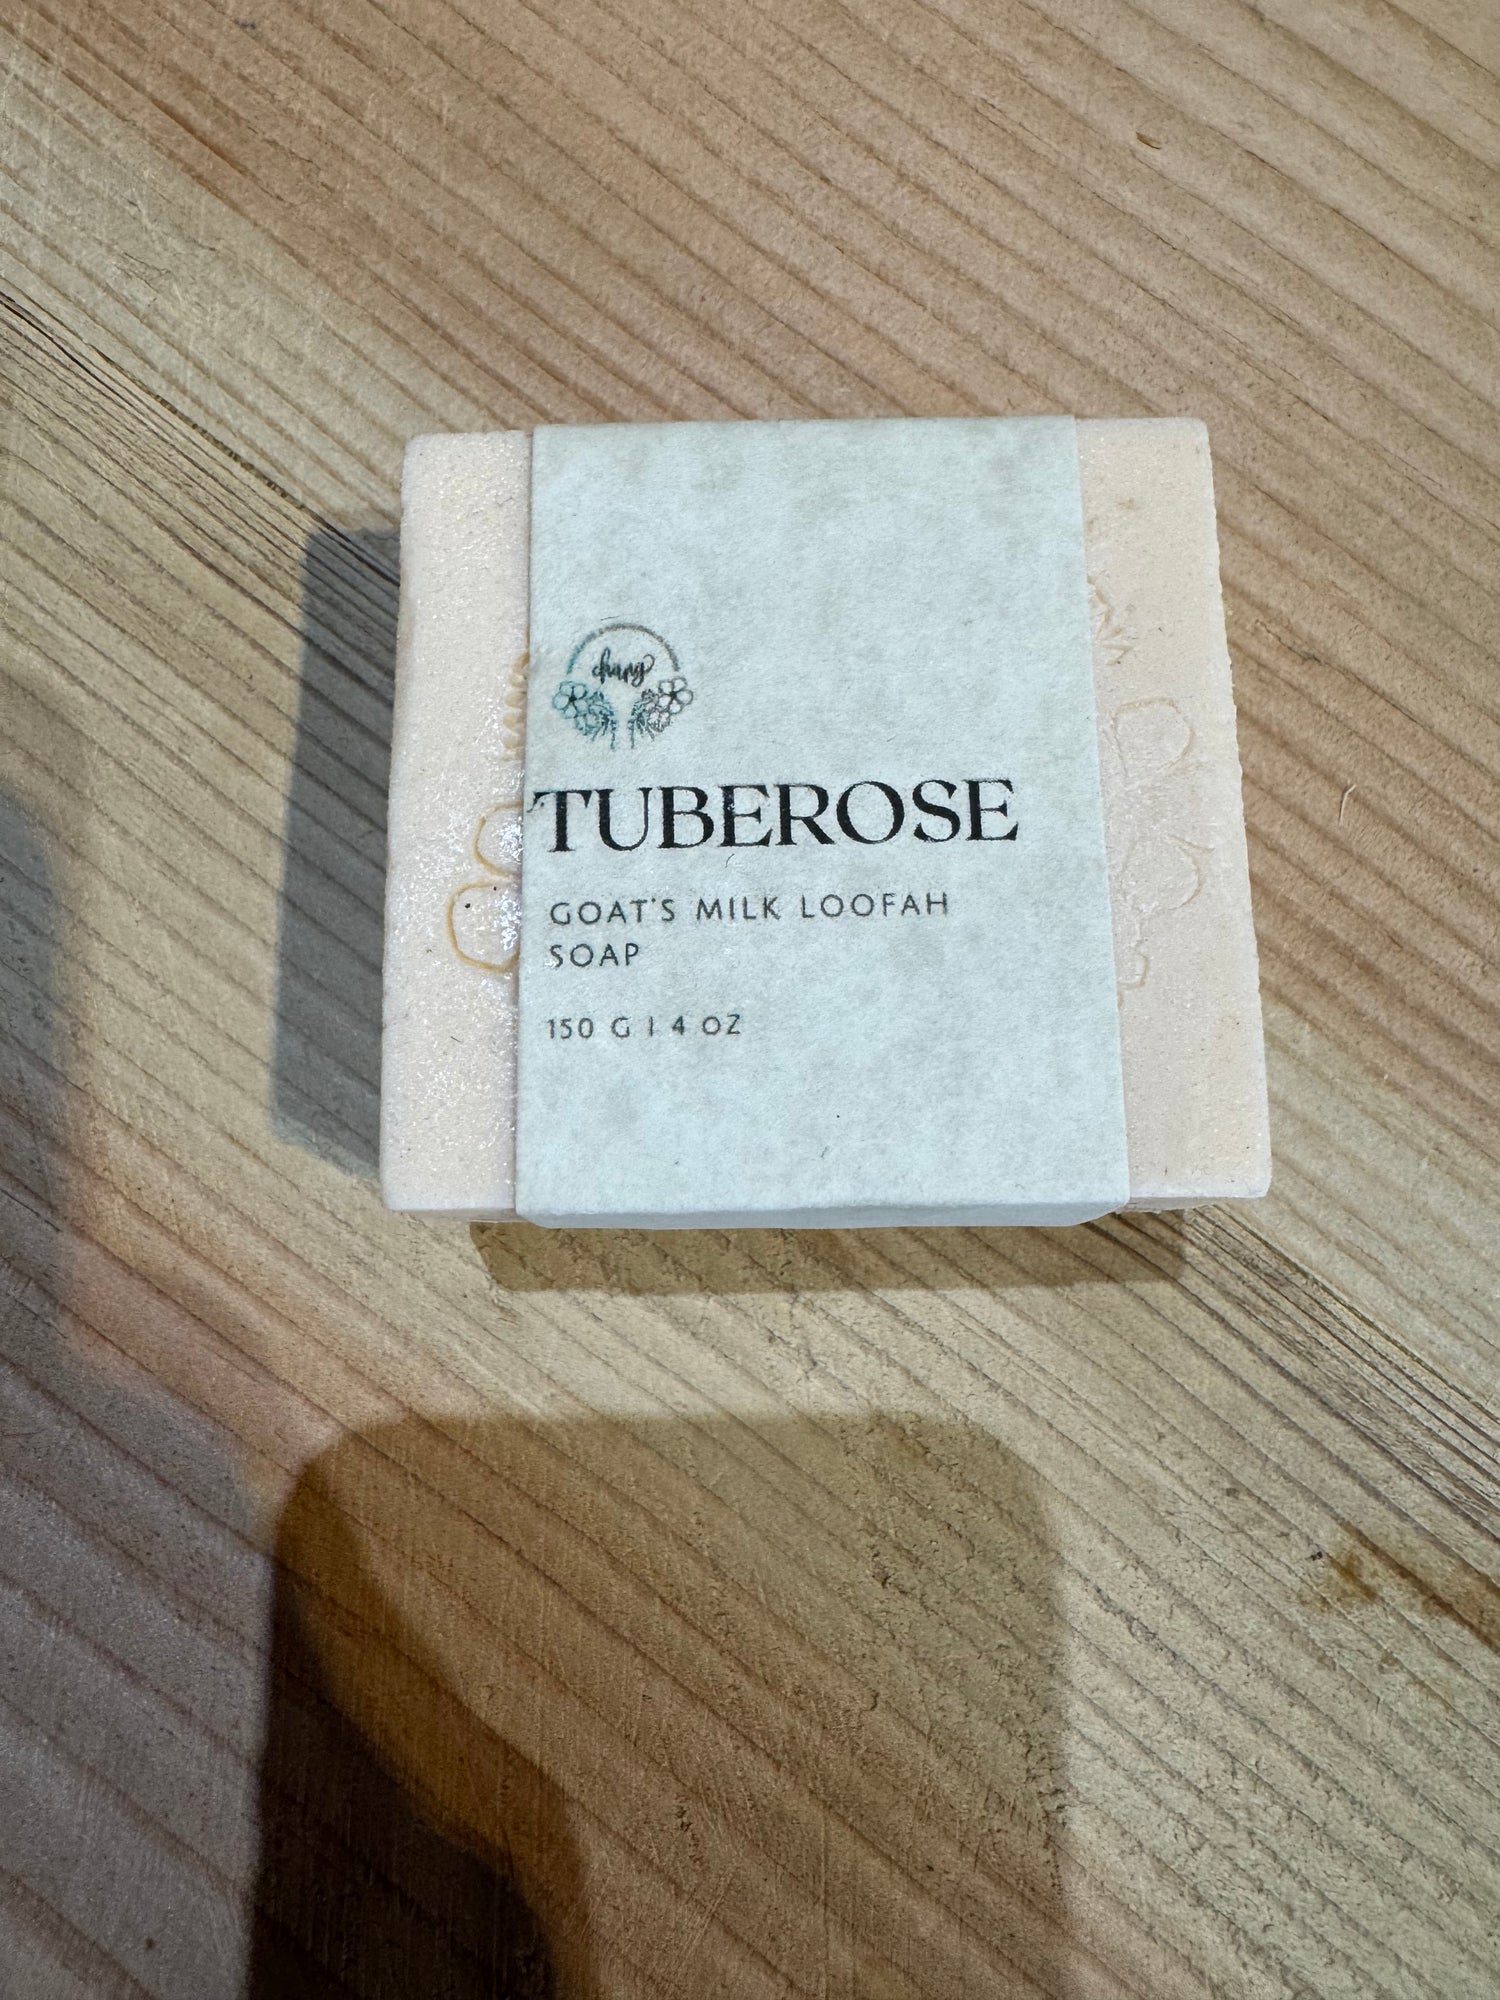 TUBEROSE
GOAT'S MILK LOOFAH
SOAP
150 G | 4 OZ